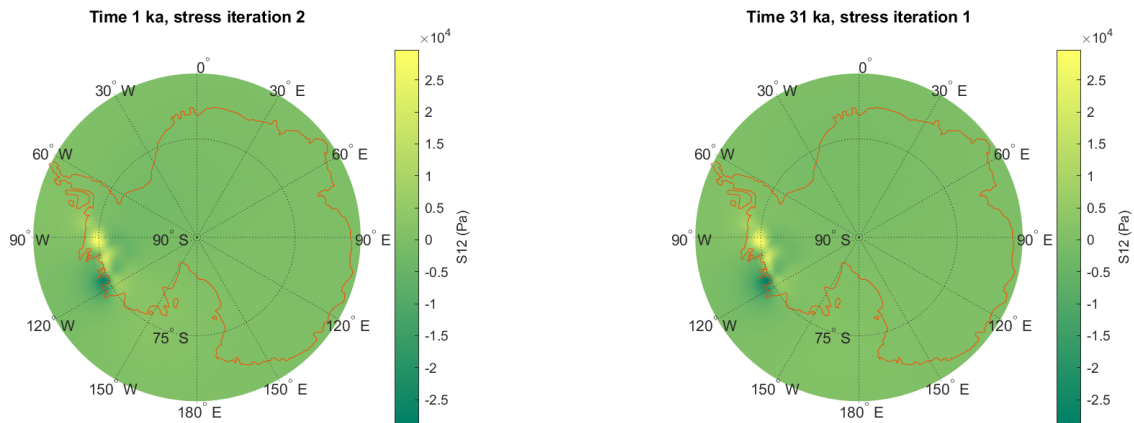 Time 1 ka, stress iteration 2
×10⁴
0°
30° E
60° E
90° E
120° E
150° E
180° E
150° W
120° W
90° W
60° W
30° W
90° S
75° S
2.5
2
1.5
1
0.5
0
-0.5
-1
-1.5
-2
-2.5
S12 (Pa)
Time 31 ka, stress iteration 1
×10⁴
0°
30° E
60° E
90° E
120° E
150° E
180° E
150° W
120° W
90° W
60° W
30° W
90° S
75° S
2.5
2
1.5
1
0.5
0
-0.5
-1
-1.5
-2
-2.5
S12 (Pa)